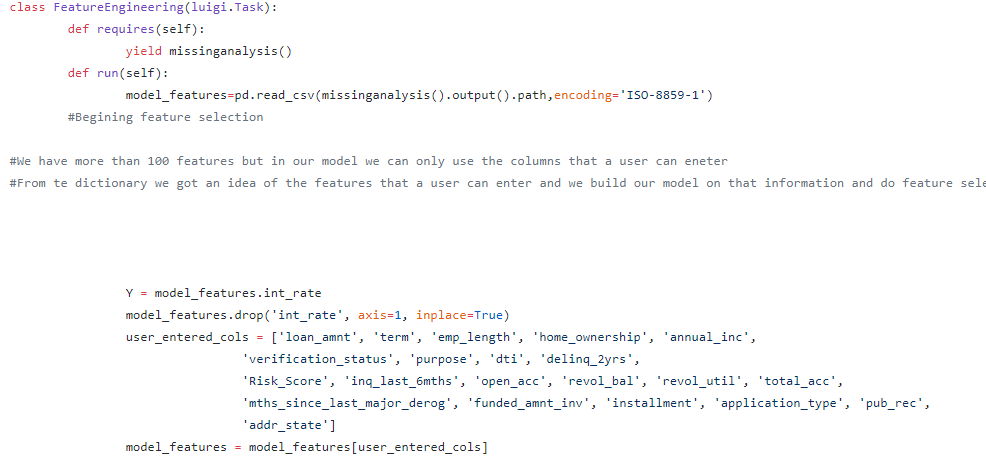 class FeatureEngineering(luigi.Task):
def requires(self):
yield missinganalysis()
def run(self):
model_features=pd.read_csv(missinganalysis().output().path,encoding='ISO-8859-1')
#Begining feature selection
#We have more than 100 features but in our model we can only use the columns that a user can eneter
#From te dictionary we got an idea of the features that a user can enter and we build our model on that information and do feature sele
Y = model_features.int_rate
model_features.drop('int_rate', axis=1, inplace=True)
user_entered_cols = ['loan_amnt', 'term', 'emp_length', 'home_ownership', 'annual_inc',
'verification_status', 'purpose', 'dti', 'delinq_2yrs',
'Risk_Score', 'inq_last_6mths', 'open_acc', 'revol_bal', 'revol_util', 'total_acc',
'mths_since_last_major_derog', 'funded_amnt_inv', 'installment', 'application_type', 'pub_rec',
'addr_state']
model_features = model_features[user_entered_cols]